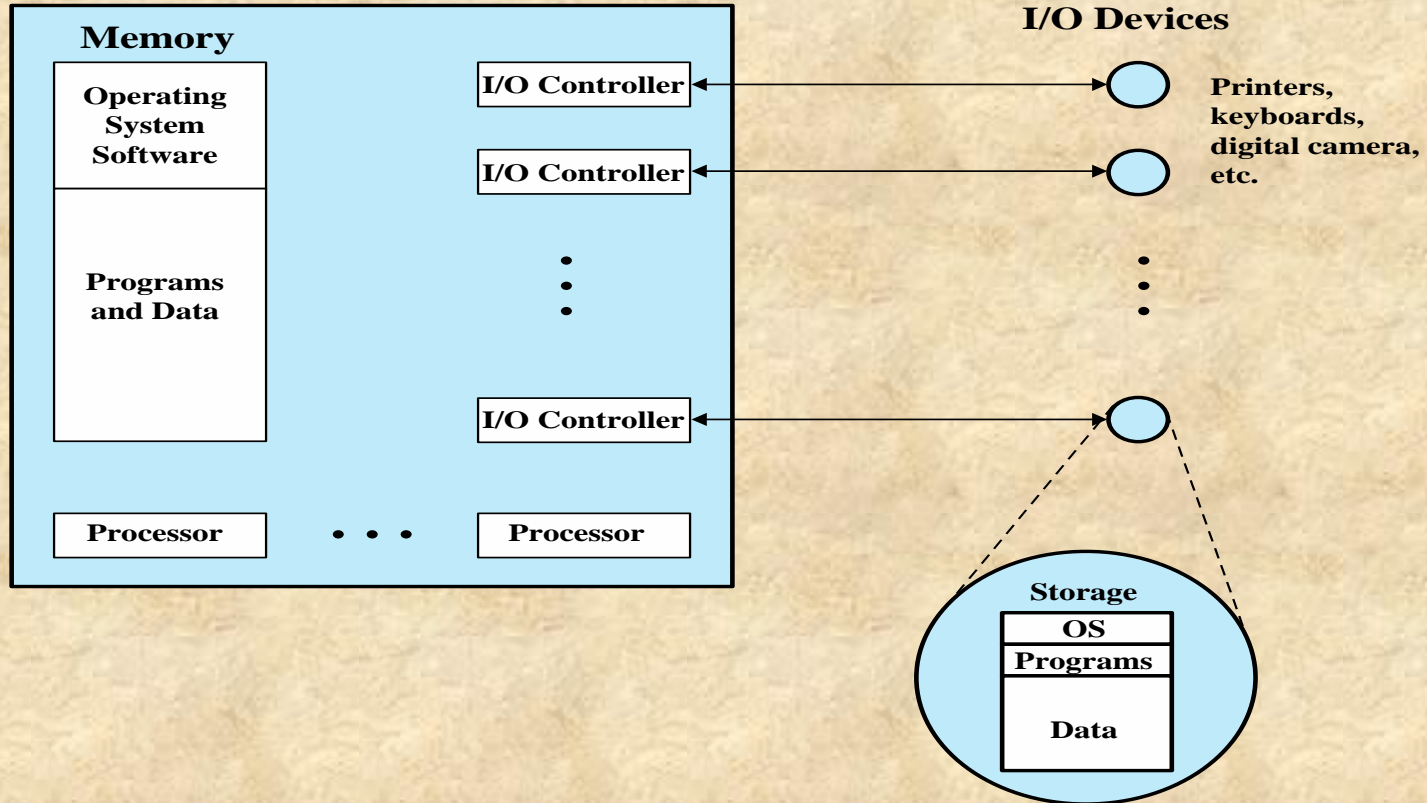 Memory
Operating
System
Software
Programs
and Data
I/O Controller
I/O Controller
I/O Controller
Processor
Processor
I/O Devices
Printers,
keyboards,
digital camera,
etc.
Storage
OS
Programs
Data